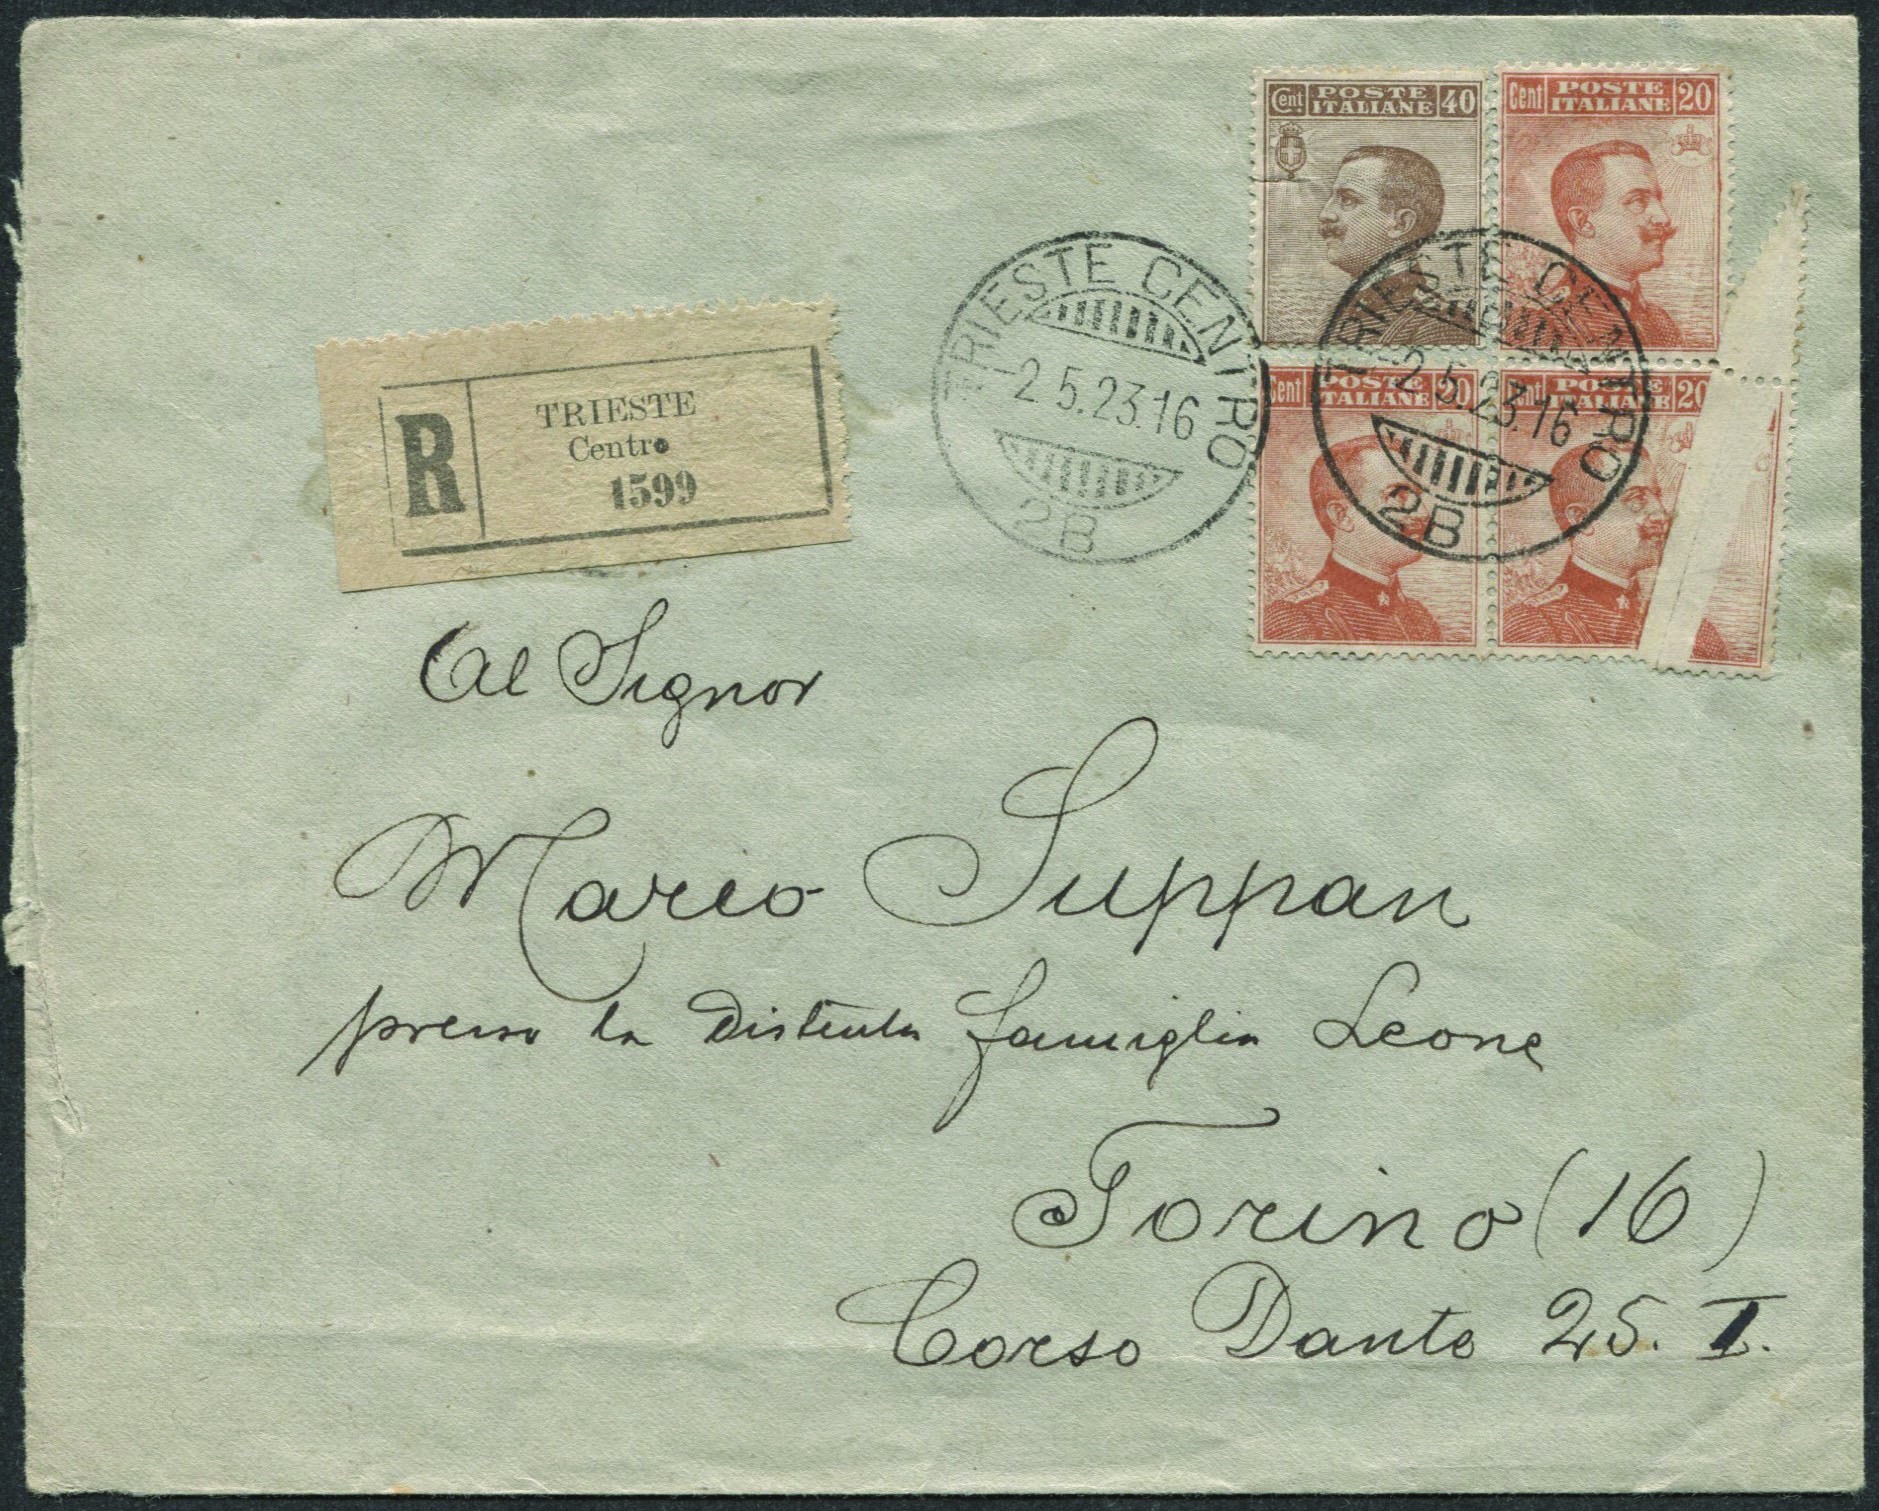 Cent. POSTE ITALIANE 40
Cent POSTE ITALIANE 20
Cent POSTE ITALIANE 20
Cent POSTE ITALIANE 20
TRIESTE CENTRO
-2 5.23.16
2B
TRIESTE CENTRO
-2 5.23.16
2B
R
TRIESTE
Centro
1599
Al Signor
Mario Suppan
presso la Distinta famiglia Leone
Torino (16)
Corso Dante 25. I.